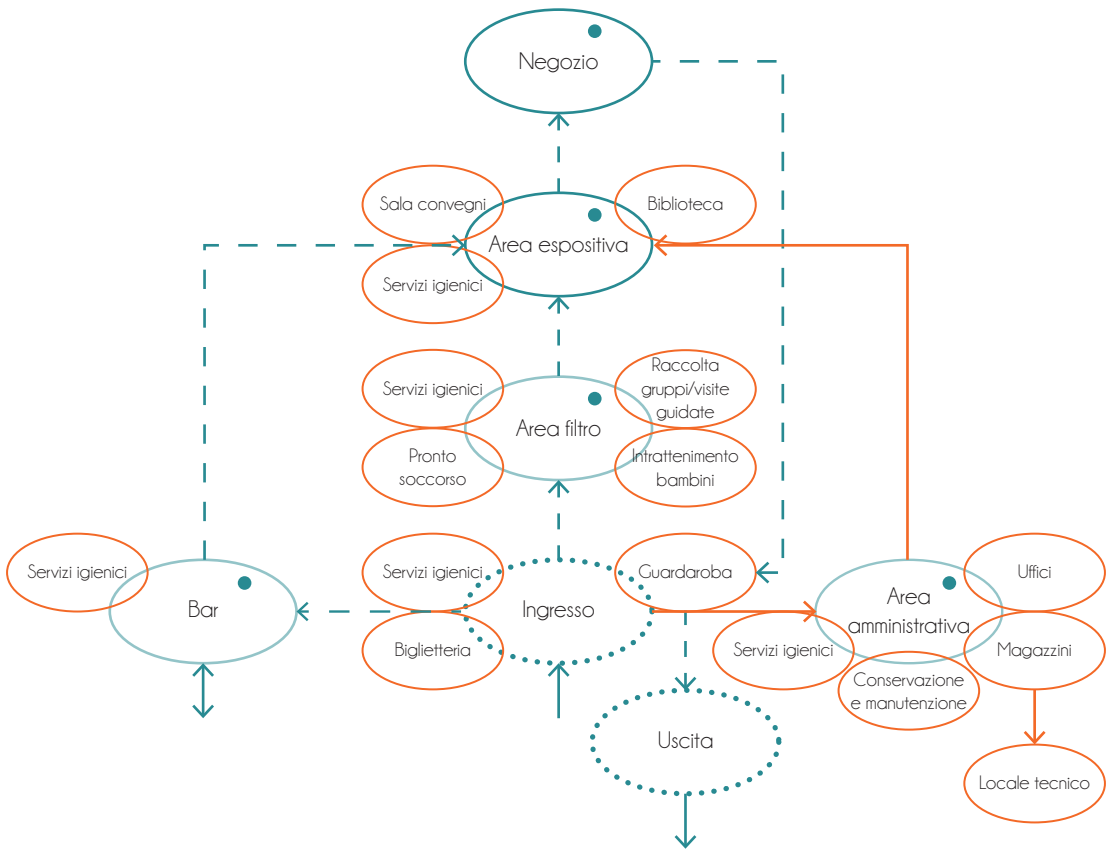 Negozio
Sala convegni
Biblioteca
Area espositiva
Servizi igienici
Servizi igienici
Raccolta
gruppi/visite
guidate
Area filtro
Pronto
soccorso
Intrattenimento
bambini
Servizi igienici
Bar
Servizi igienici
Guardaroba
Ingresso
Biglietteria
Uffici
Area
amministrativa
Servizi igienici
Magazzini
Conservazione
e manutenzione
Uscita
Locale tecnico